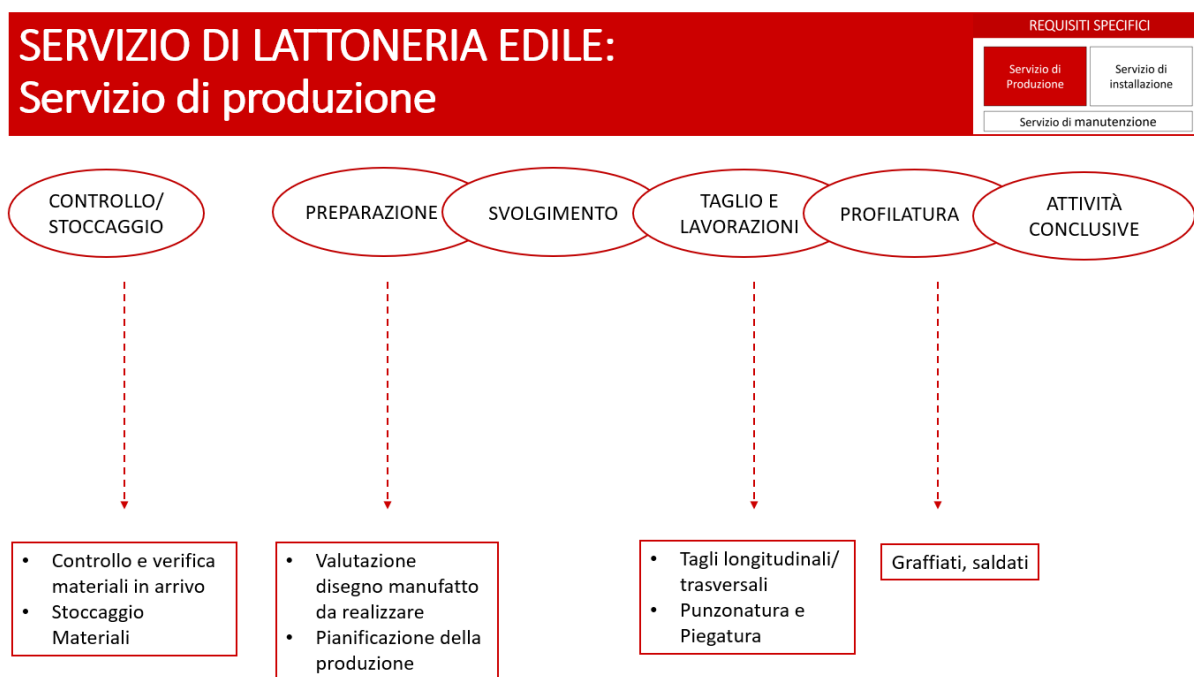 SERVIZIO DI LATTONERIA EDILE:
Servizio di produzione
REQUISITI SPECIFICI
Servizio di
Produzione
Servizio di
installazione
Servizio di manutenzione
CONTROLLO/
STOCCAGGIO
PREPARAZIONE
SVOLGIMENTO
TAGLIO E
LAVORAZIONI
PROFILATURA
ATTIVITÀ
CONCLUSIVE
• Controllo e verifica
materiali in arrivo
• Stoccaggio
Materiali
• Valutazione
disegno manufatto
da realizzare
• Pianificazione della
produzione
• Tagli longitudinali/
trasversali
• Punzonatura e
Piegatura
Graffiati, saldati